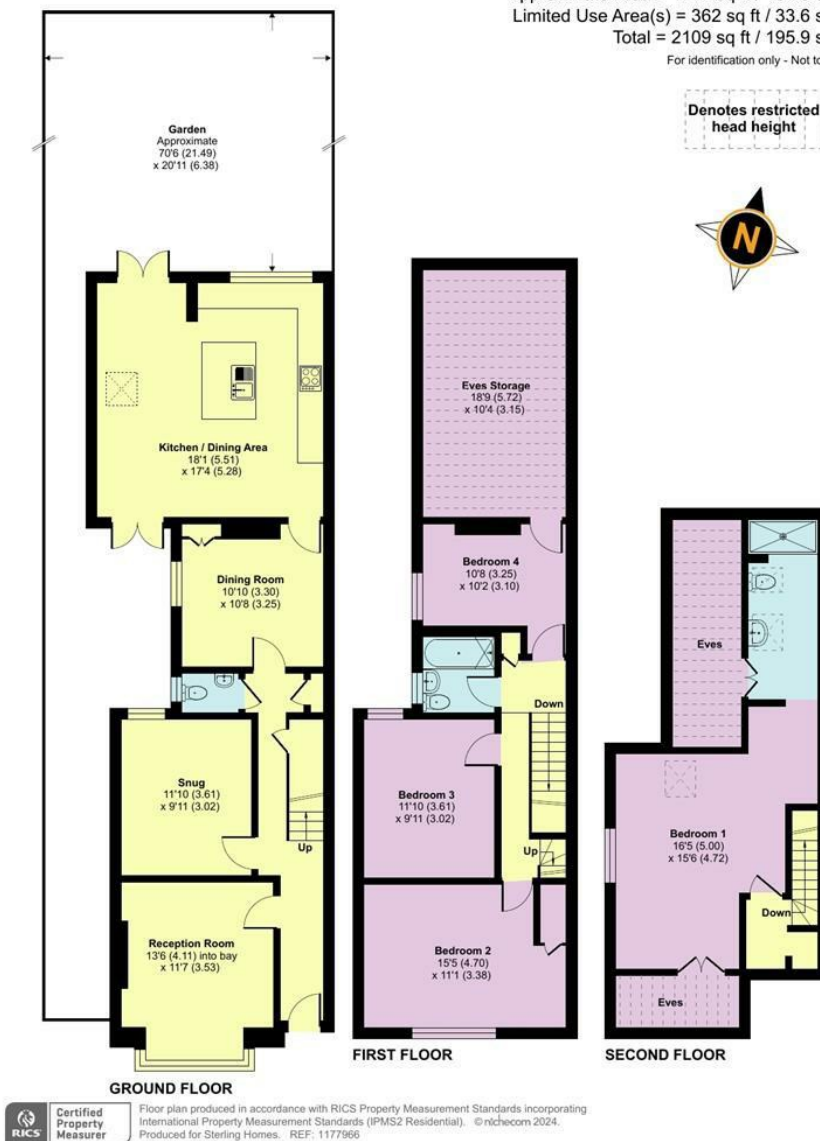 Limited Use Area(s) = 362 sq ft / 33.6 s
Total = 2109 sq ft / 195.9 s
For identification only - Not to
Denotes restricted
head height
N
Garden
Approximate
70'6 (21.49)
x 20'11 (6.38)
Kitchen / Dining Area
18'1 (5.51)
x 17'4 (5.28)
Dining Room
10'10 (3.30)
x 10'8 (3.25)
Snug
11'10 (3.61)
x 9'11 (3.02)
Up
Reception Room
13'6 (4.11) into bay
x 11'7 (3.53)
GROUND FLOOR
Eves Storage
18'9 (5.72)
x 10'4 (3.15)
Bedroom 4
10'8 (3.25)
x 10'2 (3.10)
Down
Bedroom 3
11'10 (3.61)
x 9'11 (3.02)
Up
Bedroom 2
15'5 (4.70)
x 11'1 (3.38)
FIRST FLOOR
Eves
Bedroom 1
16'5 (5.00)
x 15'6 (4.72)
Down
Eves
SECOND FLOOR
RICS
Certified
Property
Measurer
Floor plan produced in accordance with RICS Property Measurement Standards incorporating
International Property Measurement Standards (IPMS2 Residential). © nichecom 2024.
Produced for Sterling Homes. REF: 1177966